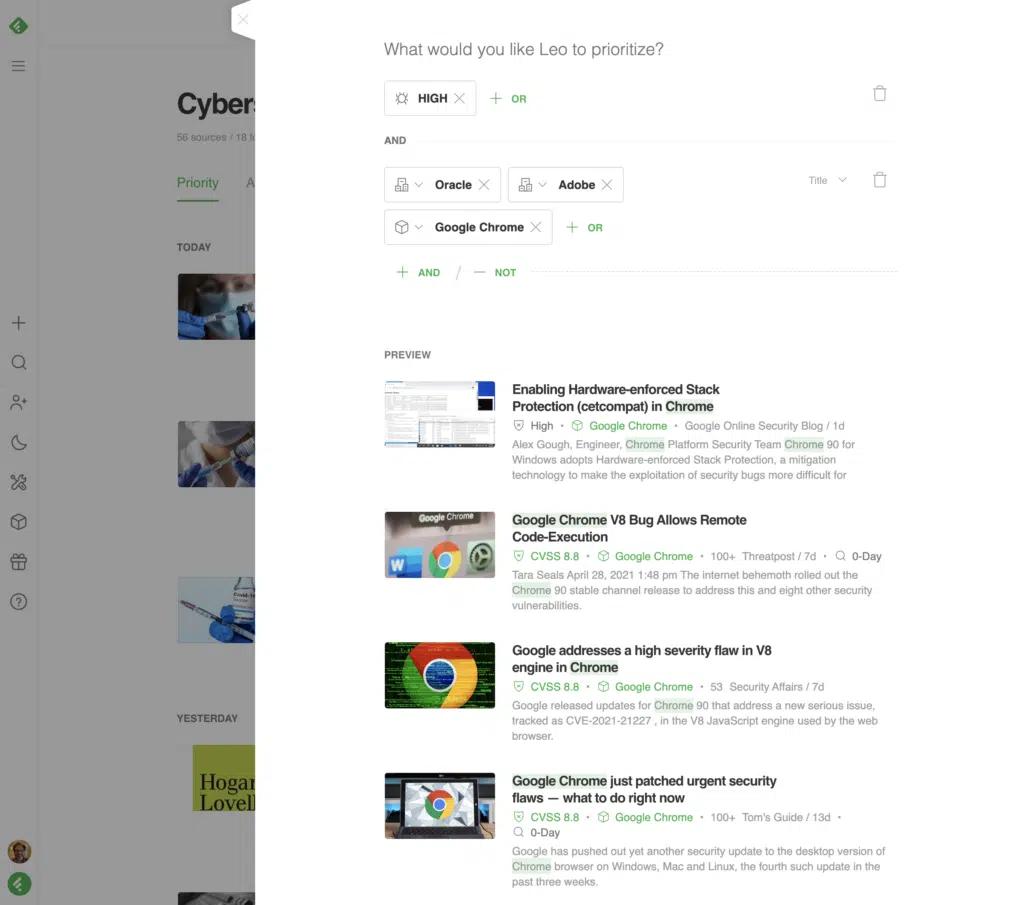 What would you like Leo to prioritize?
HIGH
OR
AND
Oracle
Adobe
Title
Google Chrome
OR
AND / NOT
PREVIEW
Enabling Hardware-enforced Stack
Protection (cetcompat) in Chrome
High • Google Chrome • Google Online Security Blog / 1d
Alex Gough, Engineer, Chrome Platform Security Team Chrome 90 for
Windows adopts Hardware-enforced Stack Protection, a mitigation
technology to make the exploitation of security bugs more difficult for
Google Chrome
Google Chrome V8 Bug Allows Remote
Code-Execution
CVSS 8.8 • Google Chrome • 100+ Threatpost / 7d • 0-Day
Tara Seals April 28, 2021 1:48 pm The internet behemoth rolled out the
Chrome 90 stable channel release to address this and eight other security
vulnerabilities.
Google addresses a high severity flaw in V8
engine in Chrome
CVSS 8.8 • Google Chrome • 53 Security Affairs / 7d
Google released updates for Chrome 90 that address a new serious issue,
tracked as CVE-2021-21227 , in the V8 JavaScript engine used by the web
browser.
Google Chrome just patched urgent security
flaws — what to do right now
CVSS 8.8 • Google Chrome • 100+ Tom's Guide / 13d •
0-Day
Google has pushed out yet another security update to the desktop version of
Chrome browser on Windows, Mac and Linux, the fourth such update in the
past three weeks.
56 sources / 18
Priority
TODAY
YESTERDAY